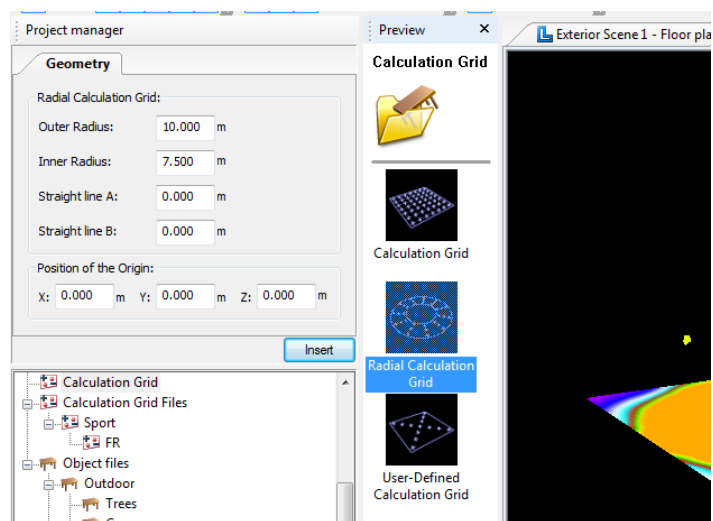 Project manager
Geometry
Radial Calculation Grid:
Outer Radius: 10.000 m
Inner Radius: 7.500 m
Straight line A: 0.000 m
Straight line B: 0.000 m
Position of the Origin:
X: 0.000 m Y: 0.000 m Z: 0.000 m
Insert
Calculation Grid
Calculation Grid Files
Sport
FR
Object files
Outdoor
Trees
Preview ×
Calculation Grid
Calculation Grid
Radial Calculation
Grid
User-Defined
Calculation Grid
Exterior Scene 1 - Floor pla